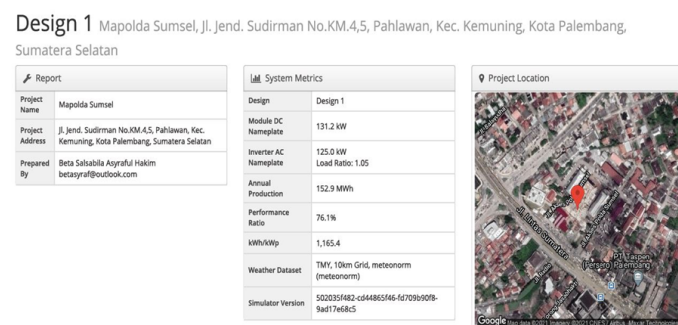 Design 1 Mapolda Sumsel, Jl. Jend. Sudirman No.KM.4,5, Pahlawan, Kec. Kemuning, Kota Palembang,
Sumatera Selatan
Report
Project Name Mapolda Sumsel
Project Address Jl. Jend. Sudirman No.KM.4,5, Pahlawan, Kec.
Kemuning, Kota Palembang, Sumatera Selatan
Prepared By Beta Salsabila Asyraful Hakim
betasyraf@outlook.com
System Metrics
Design Design 1
Module DC Nameplate 131.2 kW
Inverter AC Nameplate 125.0 kW
Load Ratio: 1.05
Annual Production 152.9 MWh
Performance Ratio 76.1%
kWh/kWp 1,165.4
Weather Dataset TMY, 10km Grid, meteonorm
(meteonorm)
Simulator Version 502035f482-cd44865f46-fd709b90f8-
9ad17e68c5
Project Location
Jl. Lintas Sumatera
PT. Taspen
(Persero) Palembang
Google